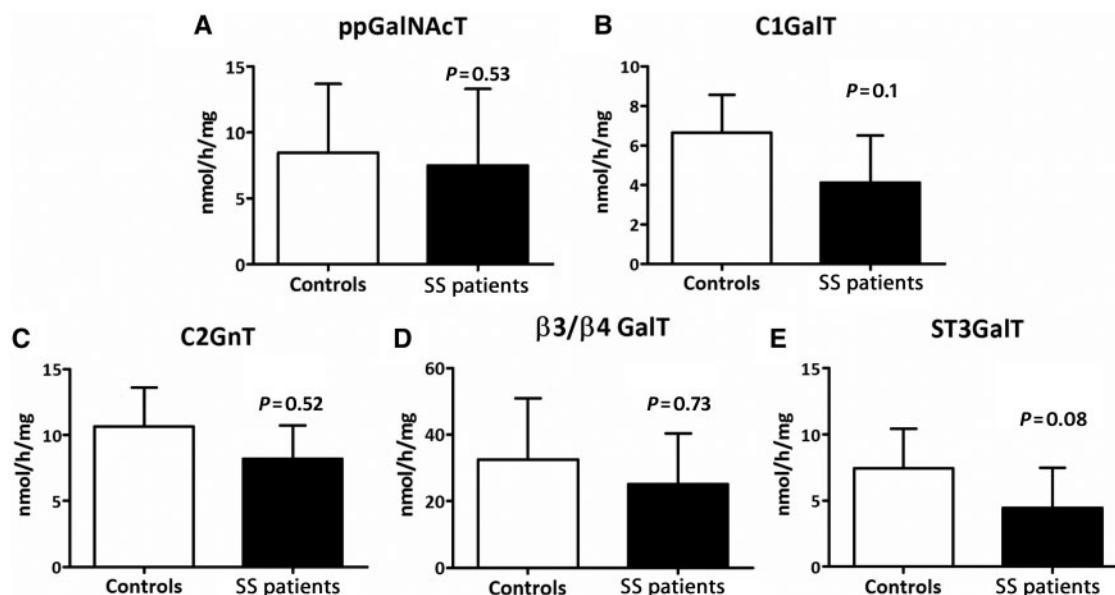 A
ppGalNAcT
nmol/h/mg
15
10
5
0
P=0.53
Controls
SS patients
B
C1GalT
nmol/h/mg
10
8
6
4
2
0
P=0.1
Controls
SS patients
C
C2GnT
nmol/h/mg
15
10
5
0
P=0.52
Controls
SS patients
D
β3/β4 GalT
nmol/h/mg
60
40
20
0
P=0.73
Controls
SS patients
E
ST3GalT
nmol/h/mg
15
10
5
0
P=0.08
Controls
SS patients